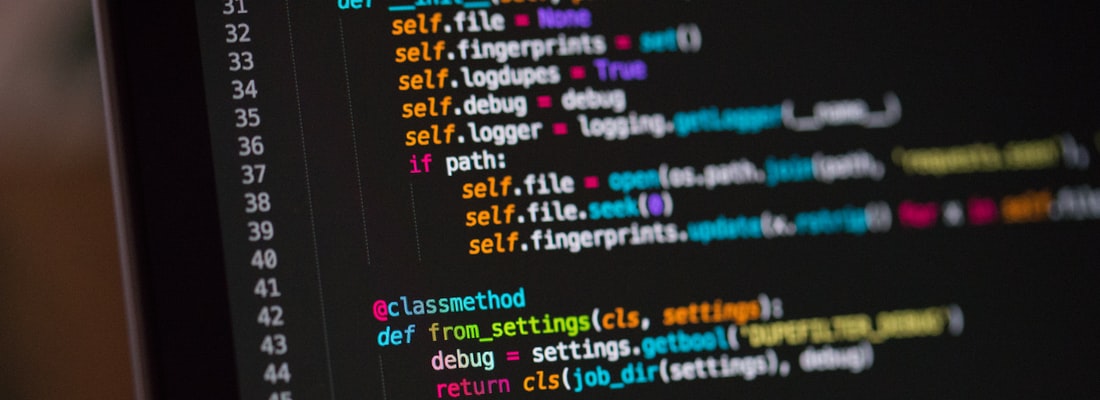 31 def __init__(self,
32 self.file = None
33 self.fingerprints = set()
34 self.logdupes = True
35 self.debug = debug
36 self.logger = logging.getLogger(__name__)
37 if path:
38 self.file = open(os.path.join(path, 'requests.seen'),
39 self.file.seek(0)
40 self.fingerprints.update(x.rstrip() for x in self.file
41
42 @classmethod
43 def from_settings(cls, settings):
44 debug = settings.getbool('DUPEFILTER_DEBUG')
45 return cls(job_dir(settings), debug)